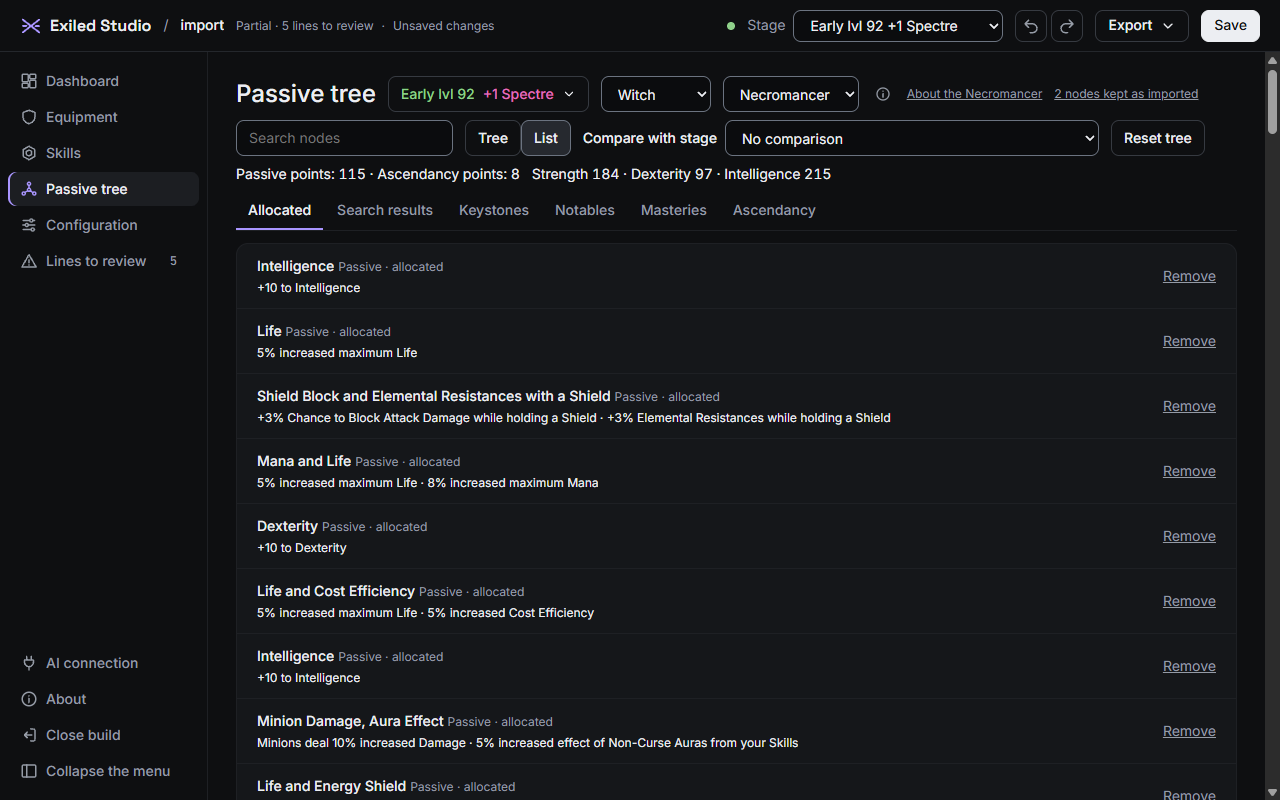 Exiled Studio / import Partial · 5 lines to review · Unsaved changes Stage Early lvl 92 +1 Spectre Export Save
Dashboard
Equipment
Skills
Passive tree
Configuration
Lines to review 5
AI connection
About
Close build
Collapse the menu
Passive tree Early lvl 92 +1 Spectre Witch Necromancer About the Necromancer 2 nodes kept as imported
Search nodes Tree List Compare with stage No comparison Reset tree
Passive points: 115 · Ascendancy points: 8 Strength 184 · Dexterity 97 · Intelligence 215
Allocated Search results Keystones Notables Masteries Ascendancy
Intelligence Passive · allocated
+10 to Intelligence
Remove
Life Passive · allocated
5% increased maximum Life
Remove
Shield Block and Elemental Resistances with a Shield Passive · allocated
+3% Chance to Block Attack Damage while holding a Shield · +3% Elemental Resistances while holding a Shield
Remove
Mana and Life Passive · allocated
5% increased maximum Life · 8% increased maximum Mana
Remove
Dexterity Passive · allocated
+10 to Dexterity
Remove
Life and Cost Efficiency Passive · allocated
5% increased maximum Life · 5% increased Cost Efficiency
Remove
Intelligence Passive · allocated
+10 to Intelligence
Remove
Minion Damage, Aura Effect Passive · allocated
Minions deal 10% increased Damage · 5% increased effect of Non-Curse Auras from your Skills
Remove
Life and Energy Shield Passive · allocated
Remove